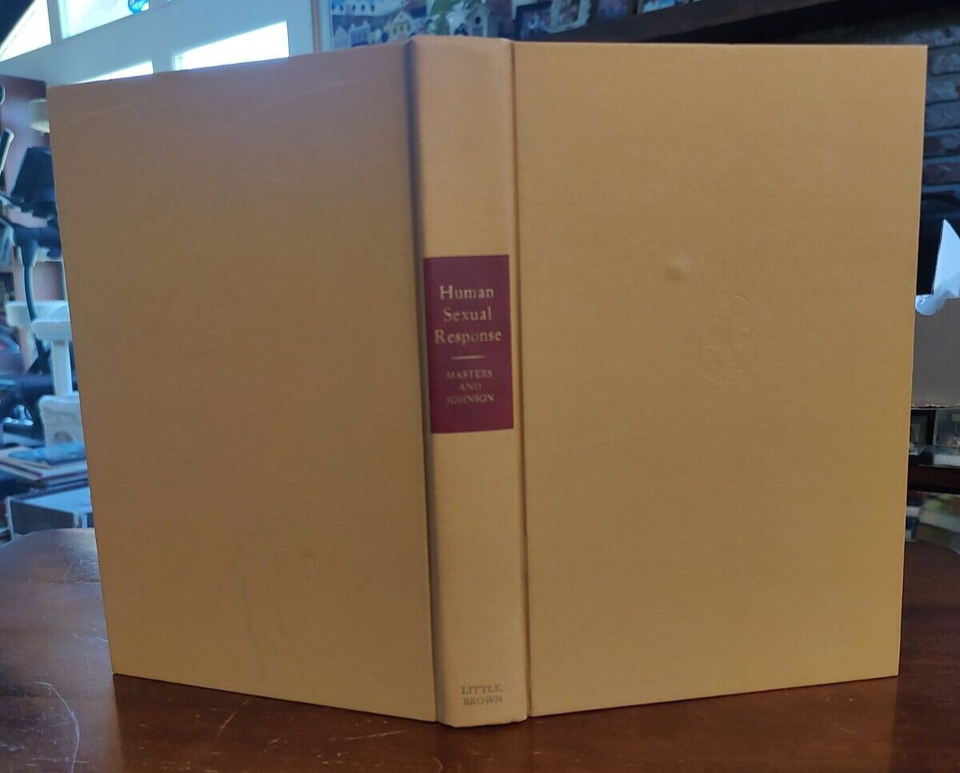 Human
Sexual
Response
MASTERS
AND
JOHNSON
LITTLE,
BROWN